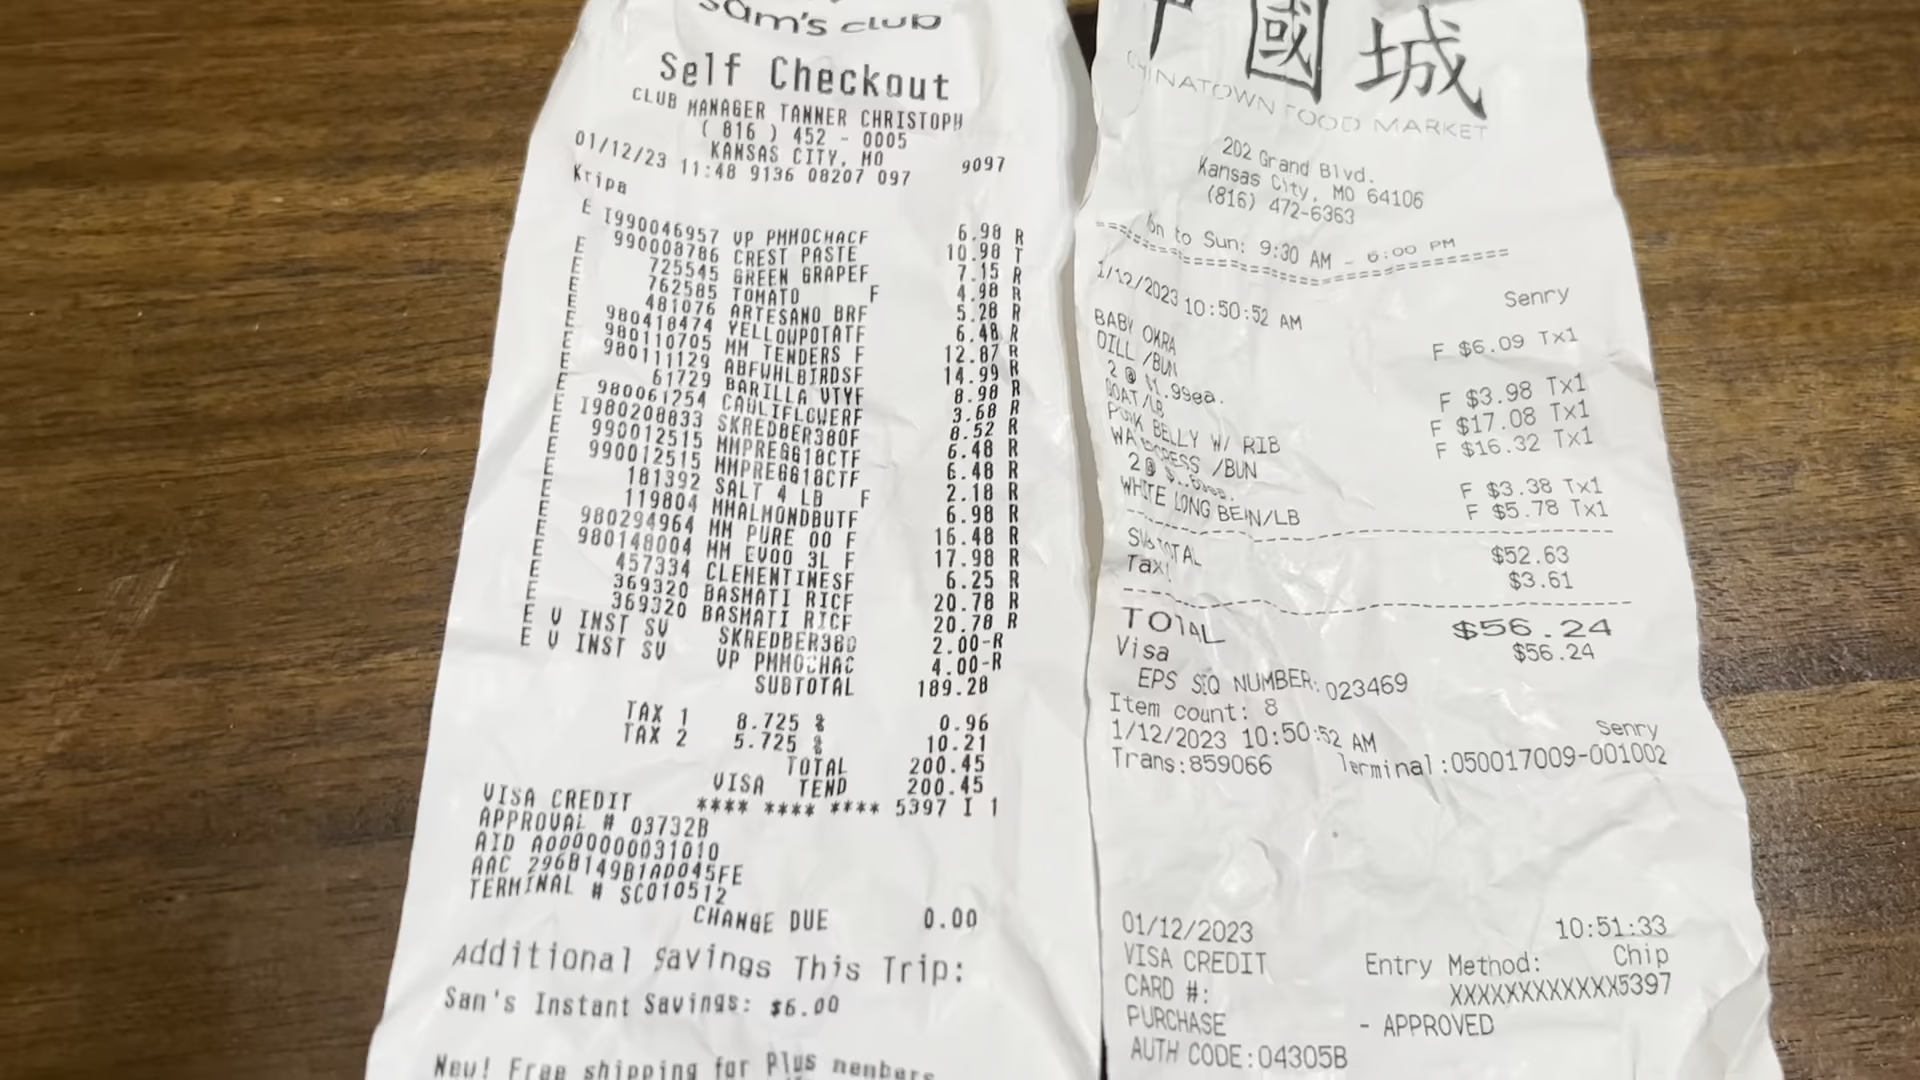 Sam's Club
Self Checkout
CLUB MANAGER TANNER CHRISTOPH
( 816 ) 452 - 0005
KANSAS CITY, MO
01/12/23 11:48 9136 08207 097 9097
Kripa
E I990046957 VP PMMOCHACF 6.98 R
990008786 CREST PASTE 10.98 T
E 725545 GREEN GRAPEF 7.15 R
E 762585 TOMATO F 4.98 R
E 481076 ARTESANO BRF 5.28 R
E 980418474 YELLOWPOTATF 6.48 R
E 980110705 MM TENDERS F 12.87 R
E 980111129 ABFWHLBIRDSF 14.99 R
E 61729 BARILLA VTYF 8.98 R
E 980061254 CAULIFLOWERF 3.68 R
E I980208833 SKREDBER380F 8.52 R
E 990012515 MMPREGG18CTF 6.48 R
E 990012515 MMPREGG18CTF 6.48 R
E 181392 SALT 4 LB F 2.18 R
E 119804 MMALMONDBUTF 6.98 R
E 980294964 MM PURE OO F 16.48 R
E 980148004 MM EVOO 3L F 17.98 R
E 457334 CLEMENTINESF 6.25 R
E 369320 BASMATI RICF 20.78 R
E 369320 BASMATI RICF 20.78 R
E V INST SV SKREDBER380 2.00-R
E V INST SV VP PMMOCHAC 4.00-R
SUBTOTAL 189.28
TAX 1 8.725 % 0.96
TAX 2 5.725 % 10.21
TOTAL 200.45
VISA TEND 200.45
VISA CREDIT **** **** **** 5397 I 1
APPROVAL # 03732B
AID A0000000031010
AAC 296B149B1AD045FE
TERMINAL # SC010512
CHANGE DUE 0.00
Additional Savings This Trip:
Sam's Instant Savings: $6.00
New! Free shipping for Plus members
國城
CHINATOWN FOOD MARKET
202 Grand Blvd.
Kansas City, MO 64106
(816) 472-6363
to Sun: 9:30 AM - 6:00 PM
1/12/2023 10:50:52 AM Senry
BABY OKRA F $6.09 Tx1
DILL /BUN
2 @ $1.99ea. F $3.98 Tx1
GOAT/LB F $17.08 Tx1
PORK BELLY W/ RIB F $16.32 Tx1
/BUN
2@ F $3.38 Tx1
WHITE LONG BEIN/LB F $5.78 Tx1
SUBTOTAL $52.63
Tax1 $3.61
TOTAL $56.24
Visa $56.24
EPS SEQ NUMBER: 023469
Item count: 8
1/12/2023 10:50:52 AM Senry
Trans:859066 Terminal:050017009-001002
01/12/2023 10:51:33
VISA CREDIT Entry Method: Chip
CARD #: XXXXXXXXXXXX5397
PURCHASE - APPROVED
AUTH CODE:04305B